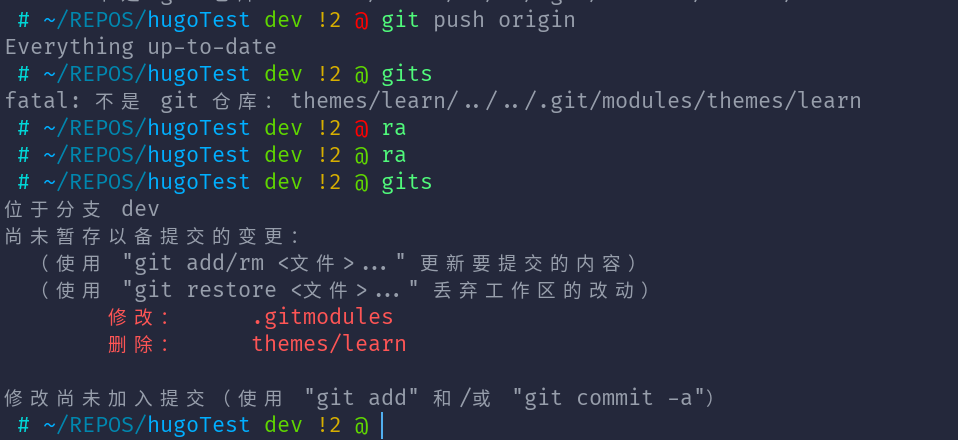 # ~/REPOS/hugoTest dev !2 @ git push origin
Everything up-to-date
# ~/REPOS/hugoTest dev !2 @ gits
fatal: 不是 git 仓库: themes/learn/../../.git/modules/themes/learn
# ~/REPOS/hugoTest dev !2 @ ra
# ~/REPOS/hugoTest dev !2 @ ra
# ~/REPOS/hugoTest dev !2 @ gits
位于分支 dev
尚未暂存以备提交的变更:
（使用 "git add/rm <文件>..." 更新要提交的内容）
（使用 "git restore <文件>..." 丢弃工作区的改动）
修改: .gitmodules
删除: themes/learn
修改尚未加入提交（使用 "git add" 和/或 "git commit -a"）
# ~/REPOS/hugoTest dev !2 @